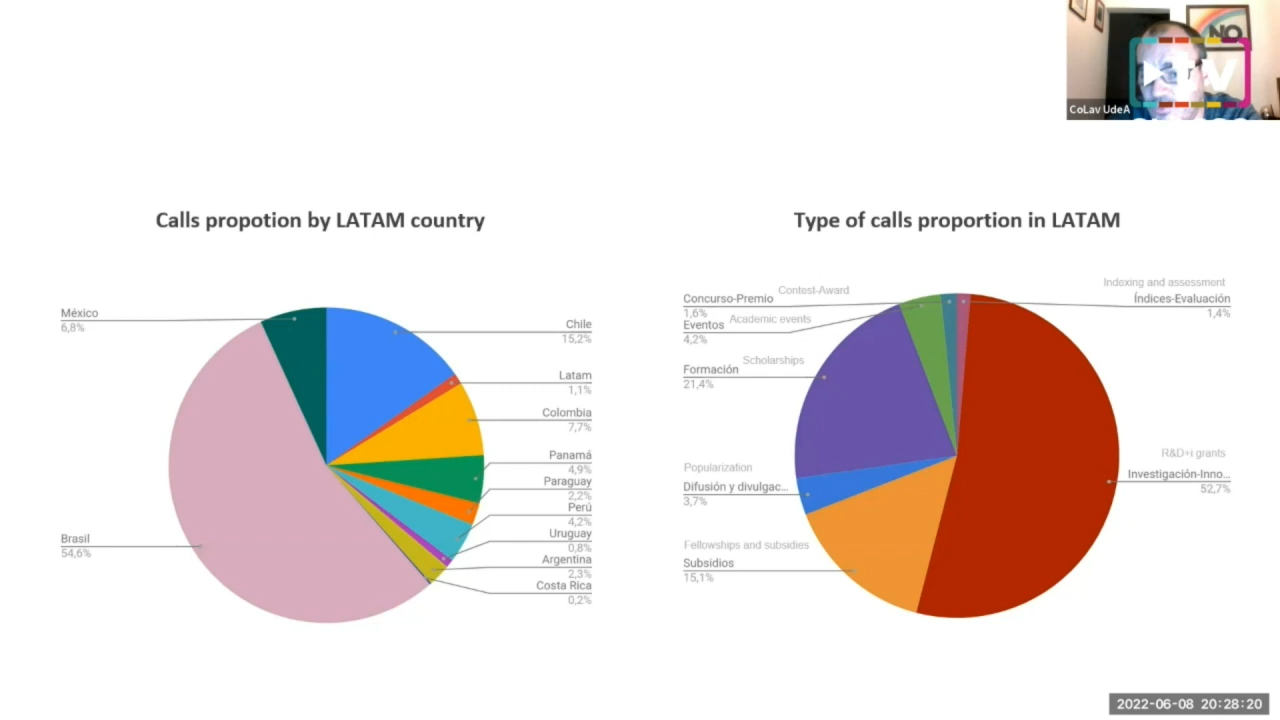 NO
tv
CoLav UdeA
Calls propotion by LATAM country
Type of calls proportion in LATAM
México
6,8%
Chile
15,2%
Latam
1,1%
Colombia
7,7%
Panamá
4,9%
Paraguay
2,2%
Perú
4,2%
Uruguay
0,8%
Argentina
2,3%
Costa Rica
0,2%
Brasil
54,6%
Contest-Award
Concurso-Premio
1,6%
Academic events
Eventos
4,2%
Scholarships
Formación
21,4%
Popularization
Difusión y divulgac...
3,7%
Fellowships and subsidies
Subsidios
15,1%
Indexing and assessment
Índices-Evaluación
1,4%
R&D+i grants
Investigación-Inno...
52,7%
2022-06-08 20:28:20